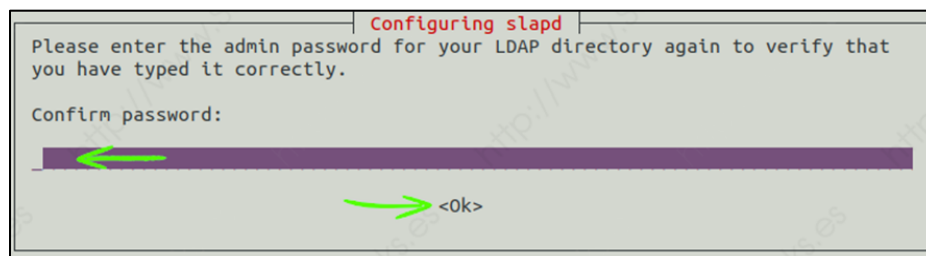 Configuring slapd
Please enter the admin password for your LDAP directory again to verify that
you have typed it correctly.
Confirm password:
<Ok>